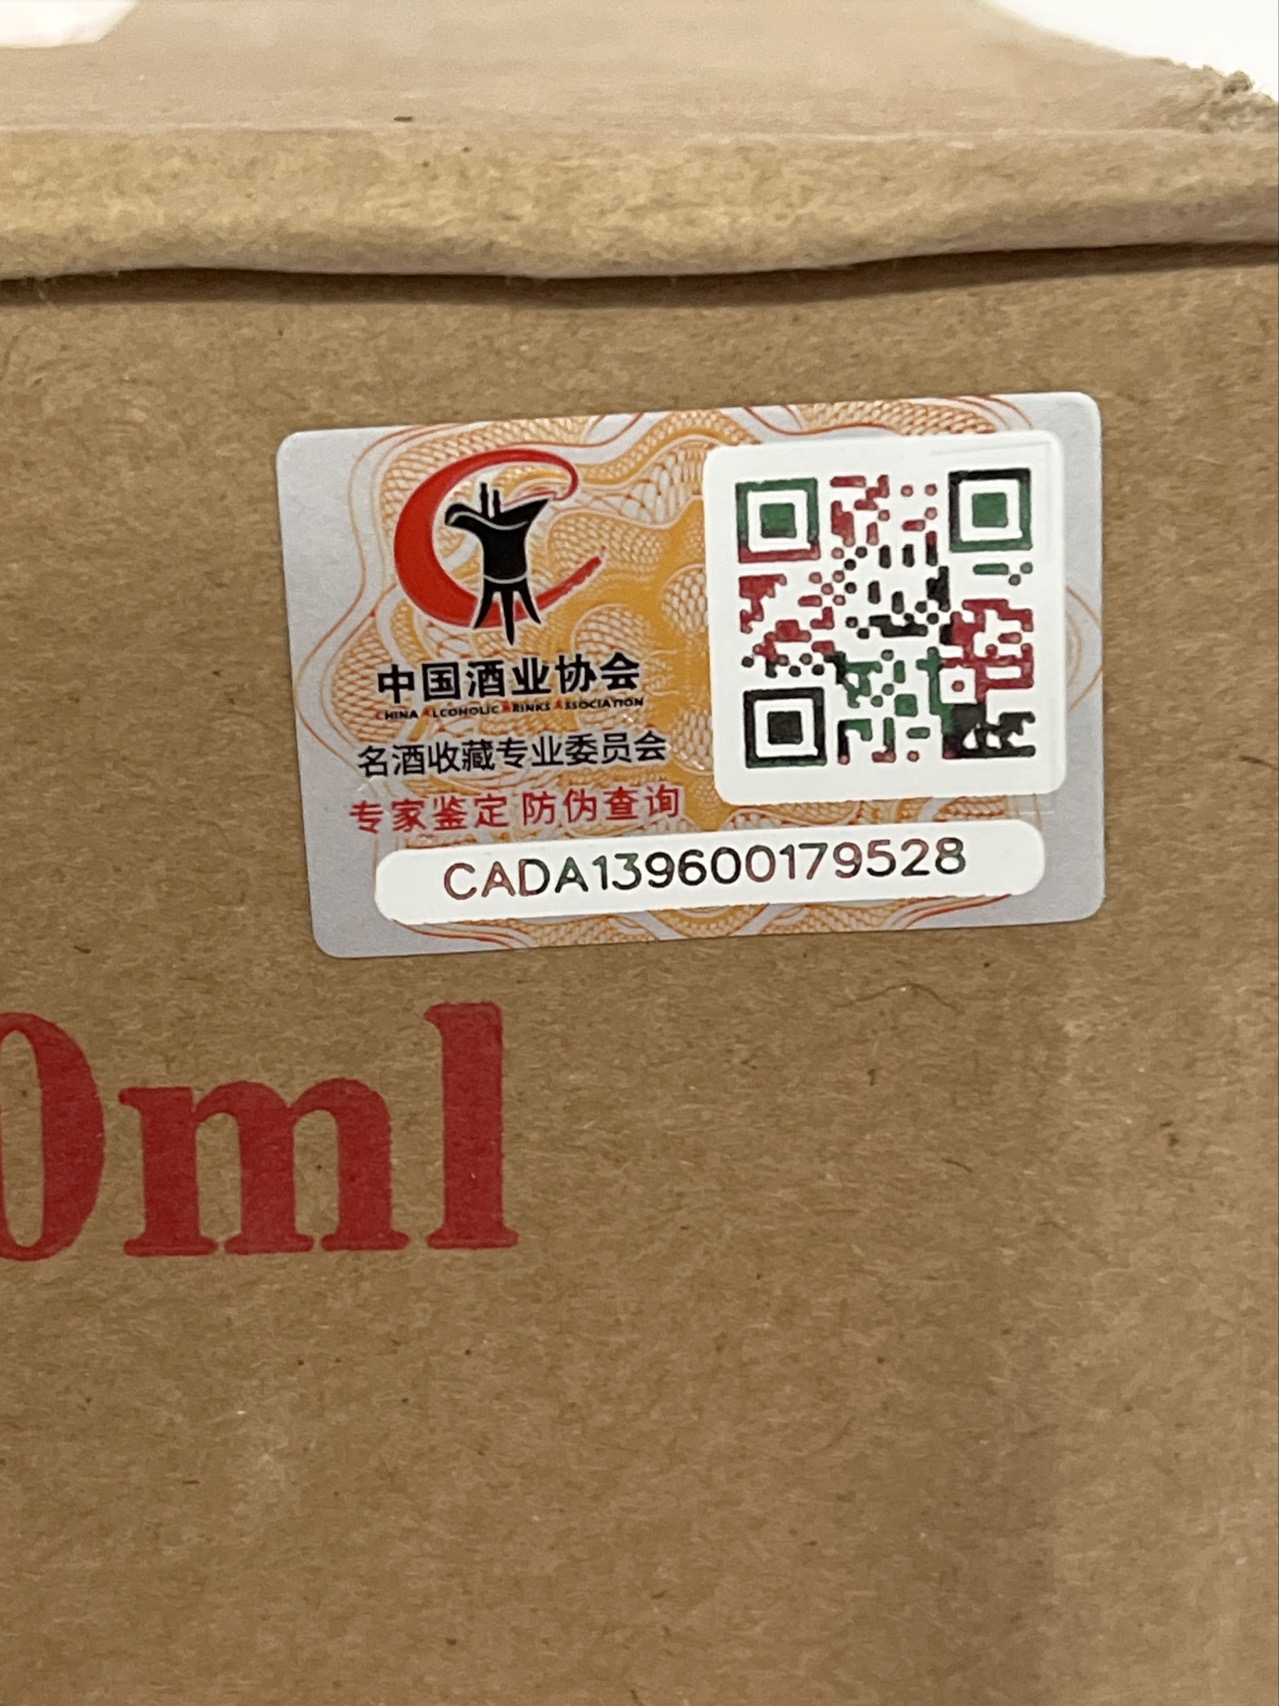 中国酒业协会
CHINA ALCOHOLIC DRINKS ASSOCIATION
名酒收藏专业委员会
专家鉴定 防伪查询
CADA139600179528
0ml